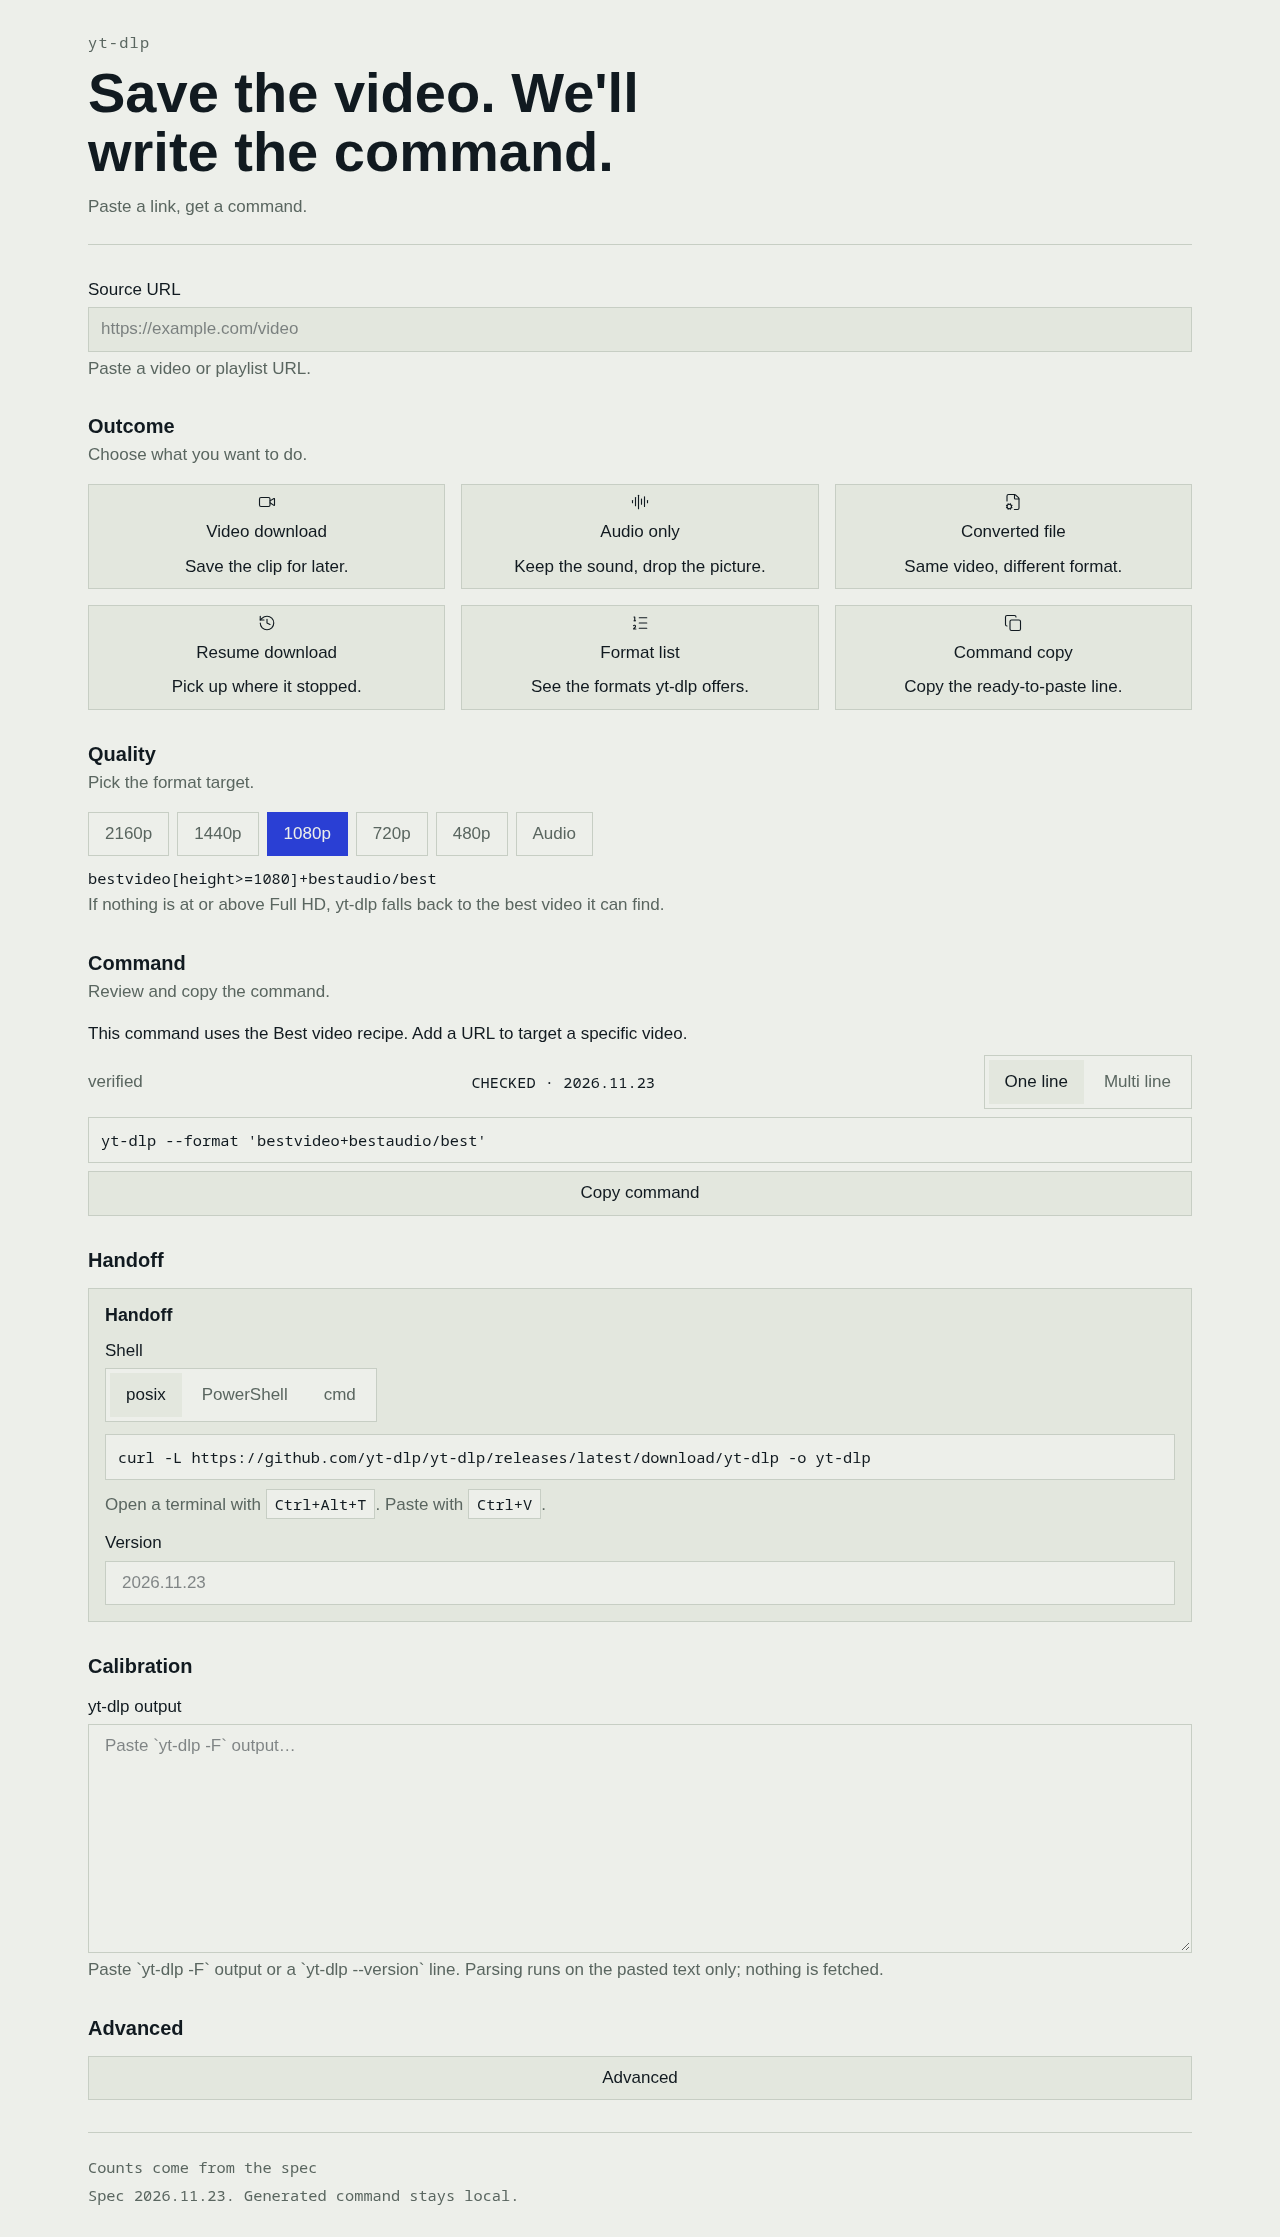 yt-dlp
Save the video. We'll
write the command.
Paste a link, get a command.
Source URL
https://example.com/video
Paste a video or playlist URL.
Outcome
Choose what you want to do.
Video download
Save the clip for later.
Audio only
Keep the sound, drop the picture.
Converted file
Same video, different format.
Resume download
Pick up where it stopped.
Format list
See the formats yt-dlp offers.
Command copy
Copy the ready-to-paste line.
Quality
Pick the format target.
2160p 1440p 1080p 720p 480p Audio
bestvideo[height>=1080]+bestaudio/best
If nothing is at or above Full HD, yt-dlp falls back to the best video it can find.
Command
Review and copy the command.
This command uses the Best video recipe. Add a URL to target a specific video.
verified CHECKED · 2026.11.23 One line Multi line
yt-dlp --format 'bestvideo+bestaudio/best'
Copy command
Handoff
Handoff
Shell
posix PowerShell cmd
curl -L https://github.com/yt-dlp/yt-dlp/releases/latest/download/yt-dlp -o yt-dlp
Open a terminal with Ctrl+Alt+T. Paste with Ctrl+V.
Version
2026.11.23
Calibration
yt-dlp output
Paste `yt-dlp -F` output…
Paste `yt-dlp -F` output or a `yt-dlp --version` line. Parsing runs on the pasted text only; nothing is fetched.
Advanced
Advanced
Counts come from the spec
Spec 2026.11.23. Generated command stays local.